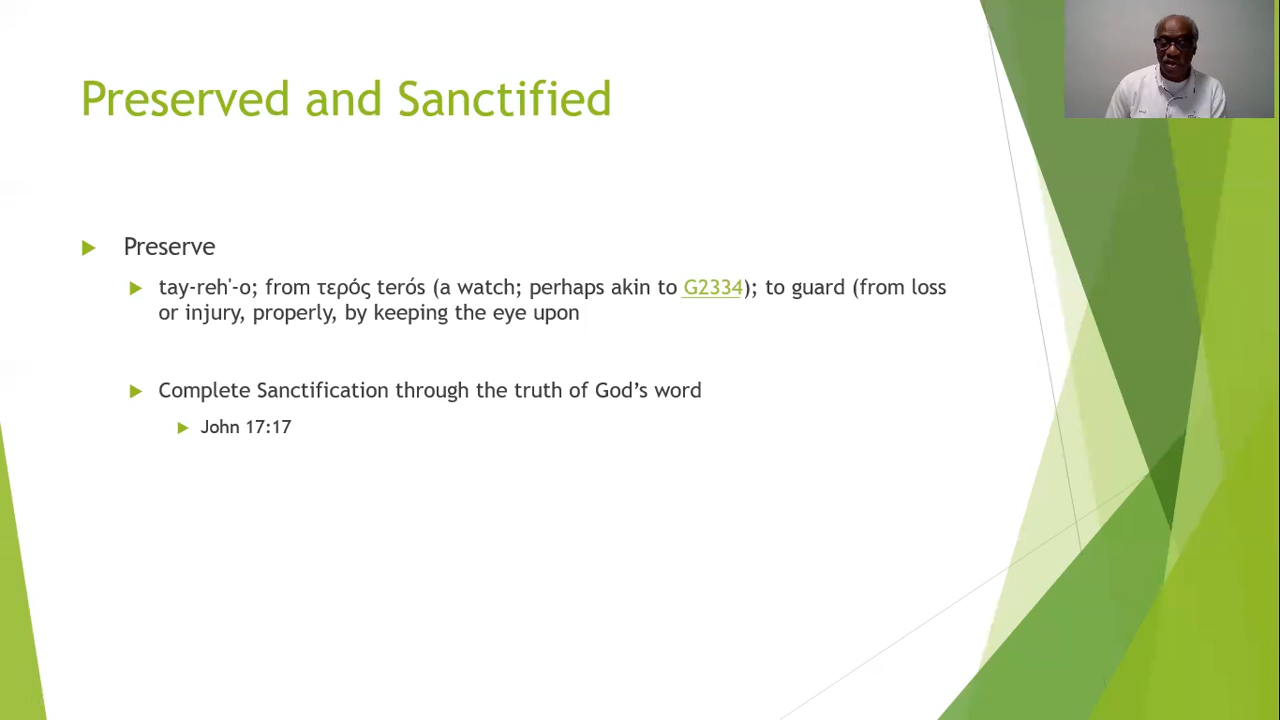 Preserved and Sanctified
Preserve
tay-reh'-o; from τερός terós (a watch; perhaps akin to G2334); to guard (from loss
or injury, properly, by keeping the eye upon
Complete Sanctification through the truth of God’s word
John 17:17